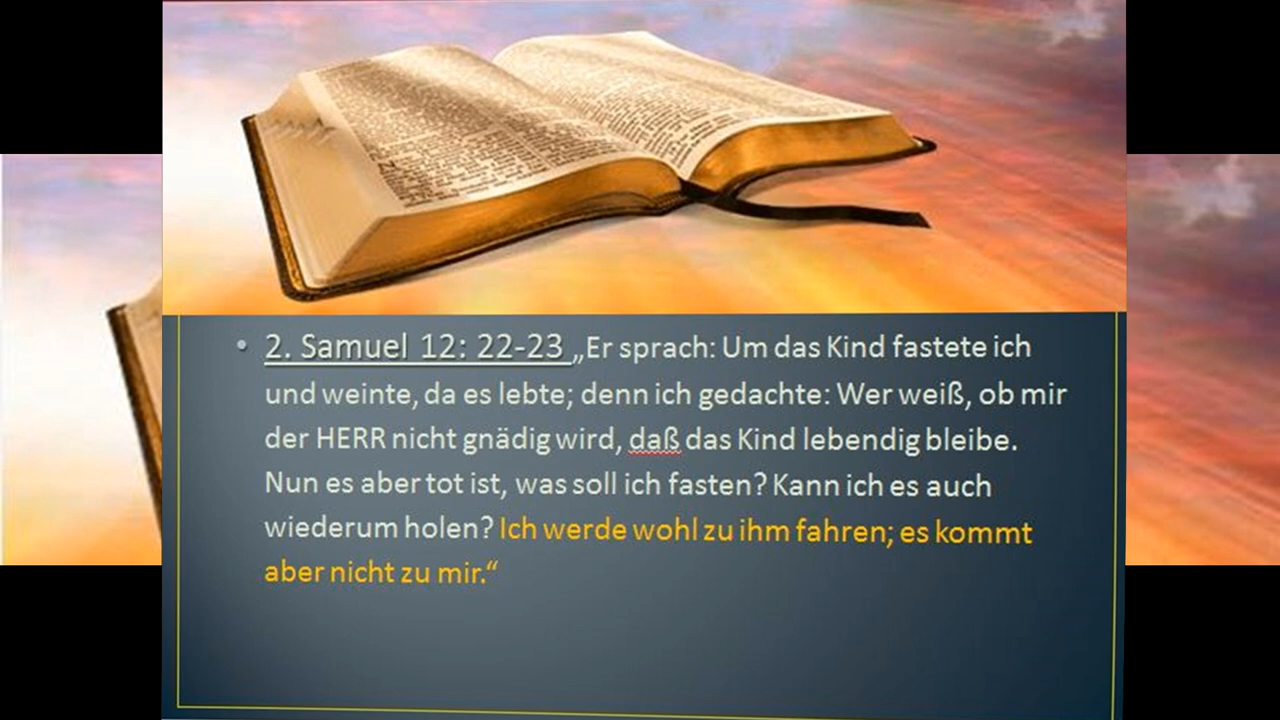 • 2. Samuel 12: 22-23 „Er sprach: Um das Kind fastete ich
und weinte, da es lebte; denn ich gedachte: Wer weiß, ob mir
der HERR nicht gnädig wird, daß das Kind lebendig bleibe.
Nun es aber tot ist, was soll ich fasten? Kann ich es auch
wiederum holen? Ich werde wohl zu ihm fahren; es kommt
aber nicht zu mir.“